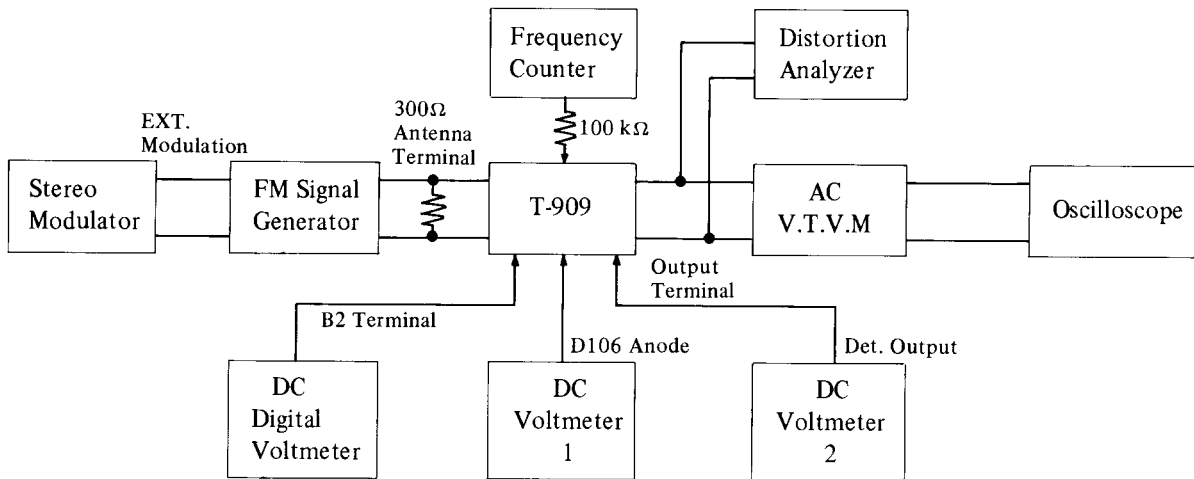 Frequency
Counter
Distortion
Analyzer
EXT.
Modulation
300Ω
Antenna
Terminal
100 kΩ
Stereo
Modulator
FM Signal
Generator
T-909
AC
V.T.V.M
Oscilloscope
Output
Terminal
B2 Terminal
D106 Anode
Det. Output
DC
Digital
Voltmeter
DC
Voltmeter
1
DC
Voltmeter
2